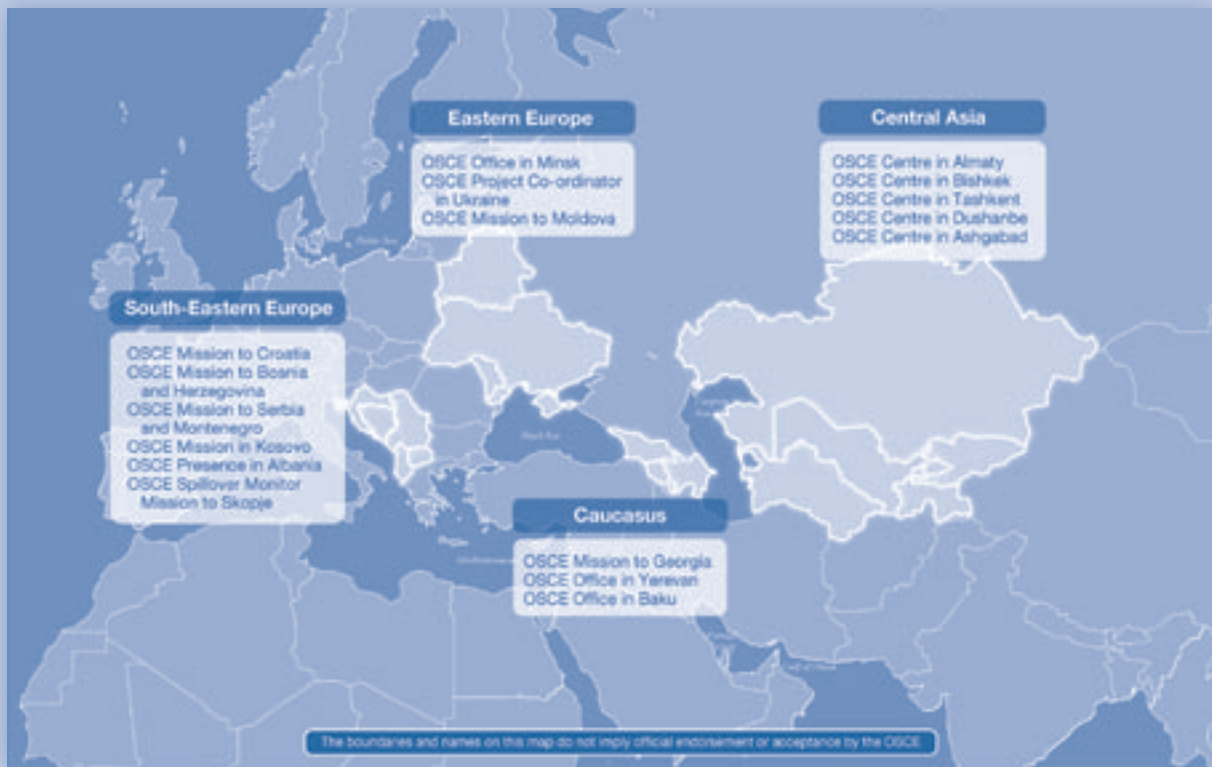 Eastern Europe
OSCE Office in Minsk
OSCE Project Co-ordinator
in Ukraine
OSCE Mission to Moldova
Central Asia
OSCE Centre in Almaty
OSCE Centre in Bishkek
OSCE Centre in Tashkent
OSCE Centre in Dushanbe
OSCE Centre in Ashgabad
South-Eastern Europe
OSCE Mission to Croatia
OSCE Mission to Bosnia
and Herzegovina
OSCE Mission to Serbia
and Montenegro
OSCE Mission in Kosovo
OSCE Presence in Albania
OSCE Spillover Monitor
Mission to Skopje
Black Sea
Caucasus
OSCE Mission to Georgia
OSCE Office in Yerevan
OSCE Office in Baku
The boundaries and names on this map do not imply official endorsement or acceptance by the OSCE